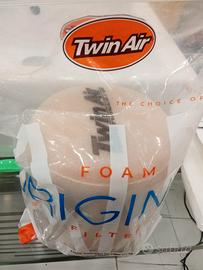 Twin Air
THE CHOICE OF
Twin Air
FOAM
RIGIN
FILTE